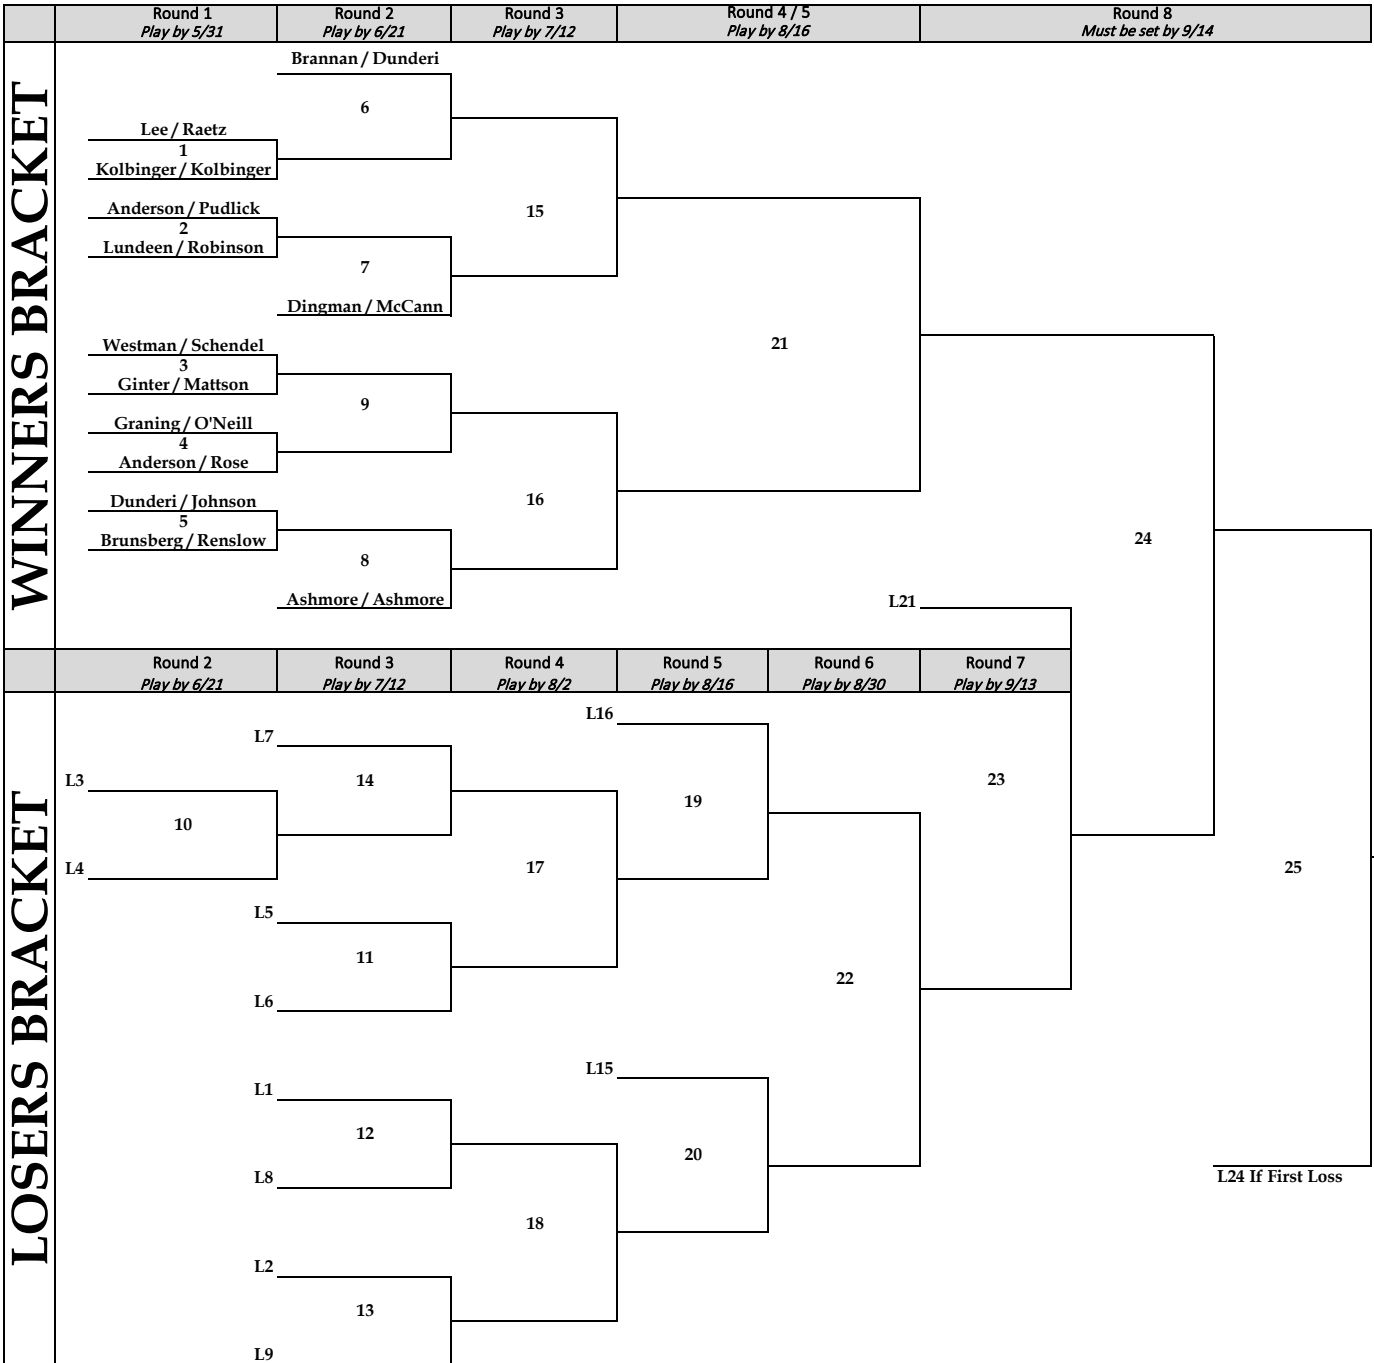 Round 1
Play by 5/31
Round 2
Play by 6/21
Round 3
Play by 7/12
Round 4 / 5
Play by 8/16
Round 8
Must be set by 9/14
WINNERS BRACKET
Brannan / Dunderi
6
Lee / Raetz
1
Kolbinger / Kolbinger
Anderson / Pudlick
2
Lundeen / Robinson
15
7
Dingman / McCann
Westman / Schendel
3
Ginter / Mattson
21
9
Graning / O'Neill
4
Anderson / Rose
Dunderi / Johnson
5
Brunsberg / Renslow
16
24
8
Ashmore / Ashmore
L21
Round 2
Play by 6/21
Round 3
Play by 7/12
Round 4
Play by 8/2
Round 5
Play by 8/16
Round 6
Play by 8/30
Round 7
Play by 9/13
LOSERS BRACKET
L16
L7
L3
14
23
19
10
L4
17
25
L5
11
22
L6
L15
L1
12
20
L8
L24 If First Loss
18
L2
13
L9